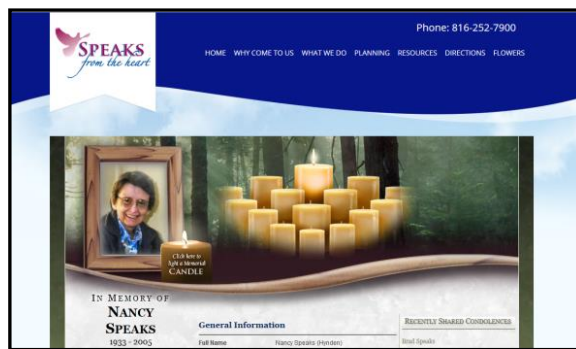 Phone: 816-252-7900
SPEAKS
from the heart
HOME WHY COME TO US WHAT WE DO PLANNING RESOURCES DIRECTIONS FLOWERS
Click here to
light a Memorial
CANDLE
IN MEMORY OF
NANCY
SPEAKS
1933 - 2005
General Information
Full Name Nancy Speaks (Hynden)
RECENTLY SHARED CONDOLENCES
Brad Speaks